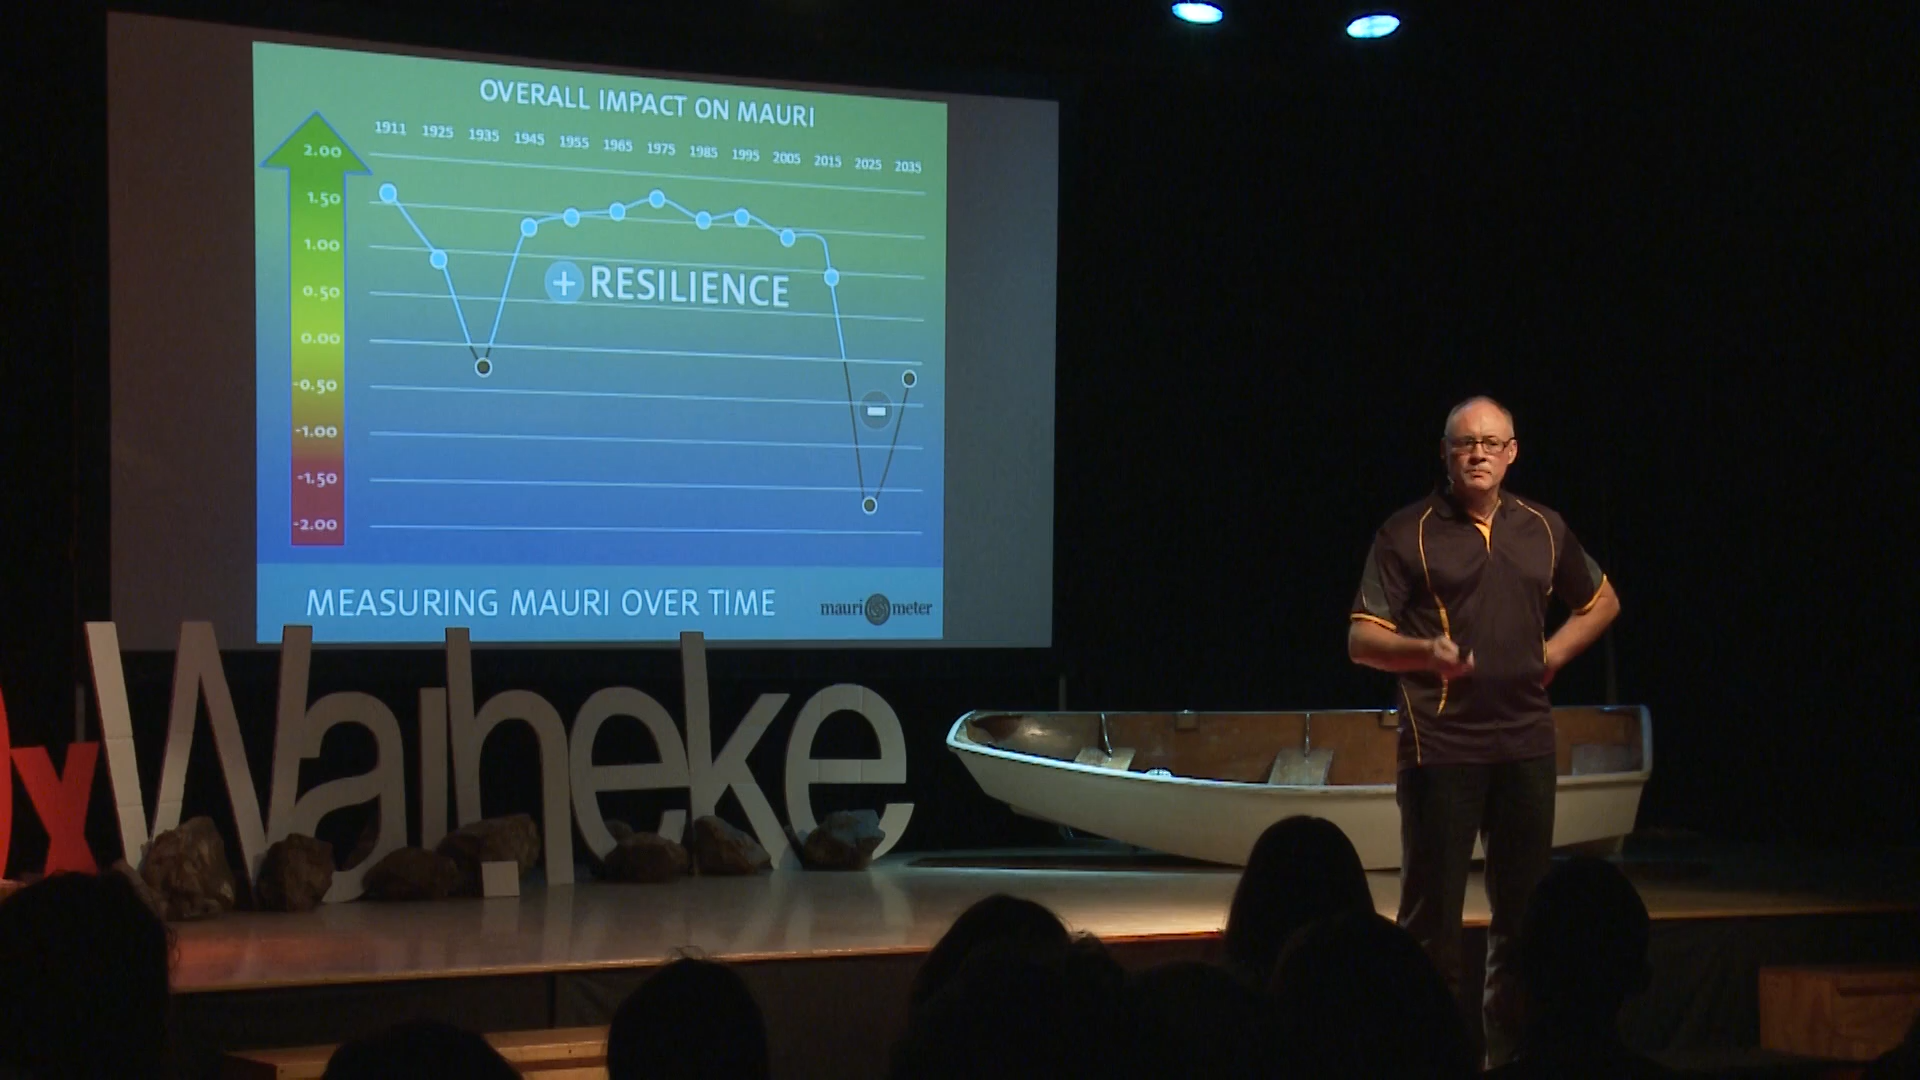 OVERALL IMPACT ON MAURI
1911 1925 1935 1945 1955 1965 1975 1985 1995 2005 2015 2025 2035
2.00
1.50
1.00
0.50
0.00
-0.50
-1.00
-1.50
-2.00
+ RESILIENCE
-
MEASURING MAURI OVER TIME
mauri meter
x Waiheke